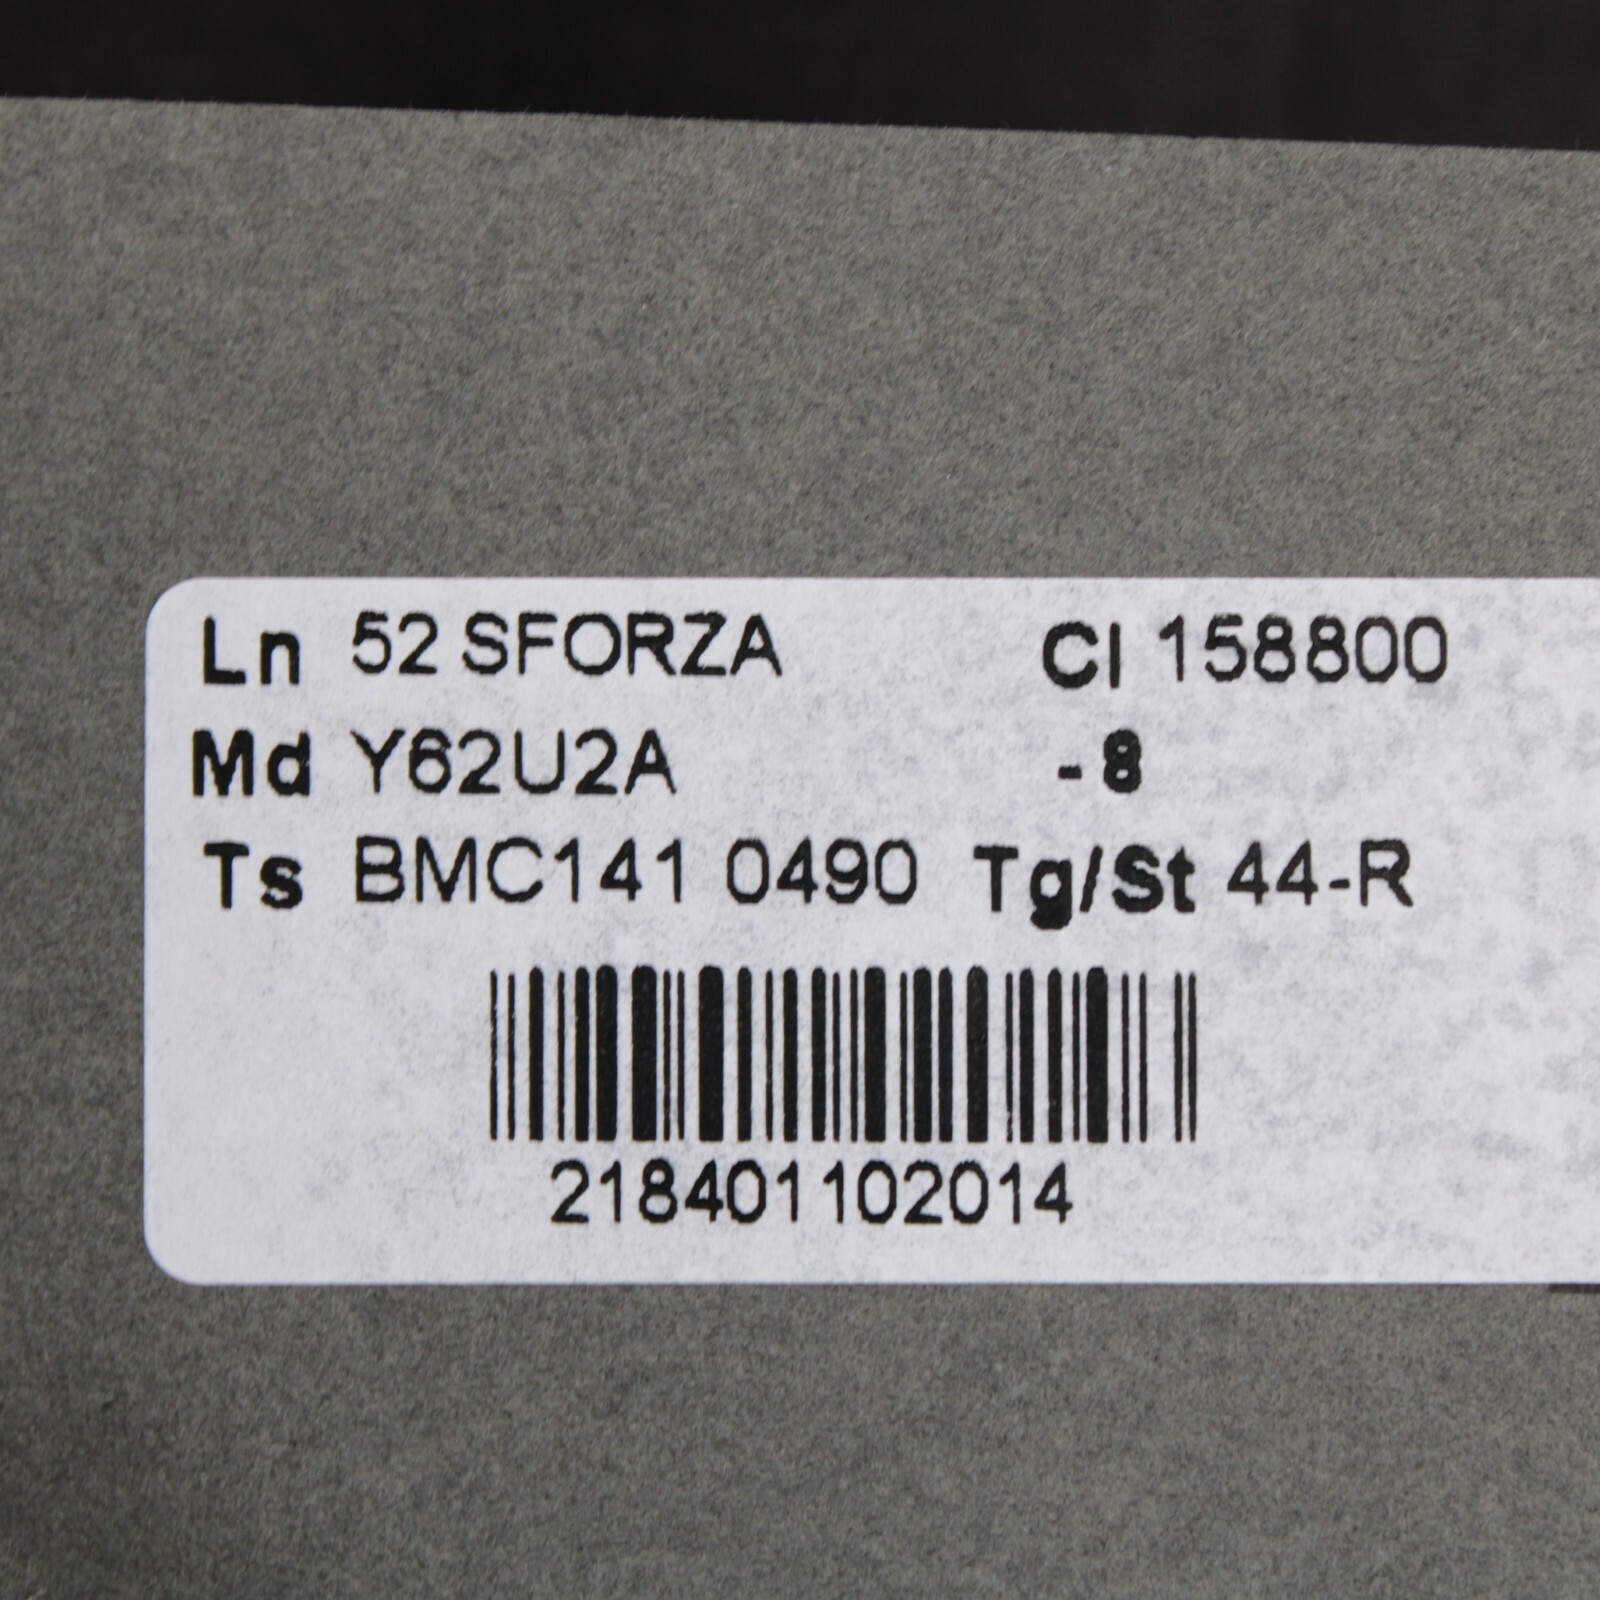 Ln 52 SFORZA Cl 158800
Md Y62U2A - 8
Ts BMC141 0490 Tg/St 44-R
218401102014